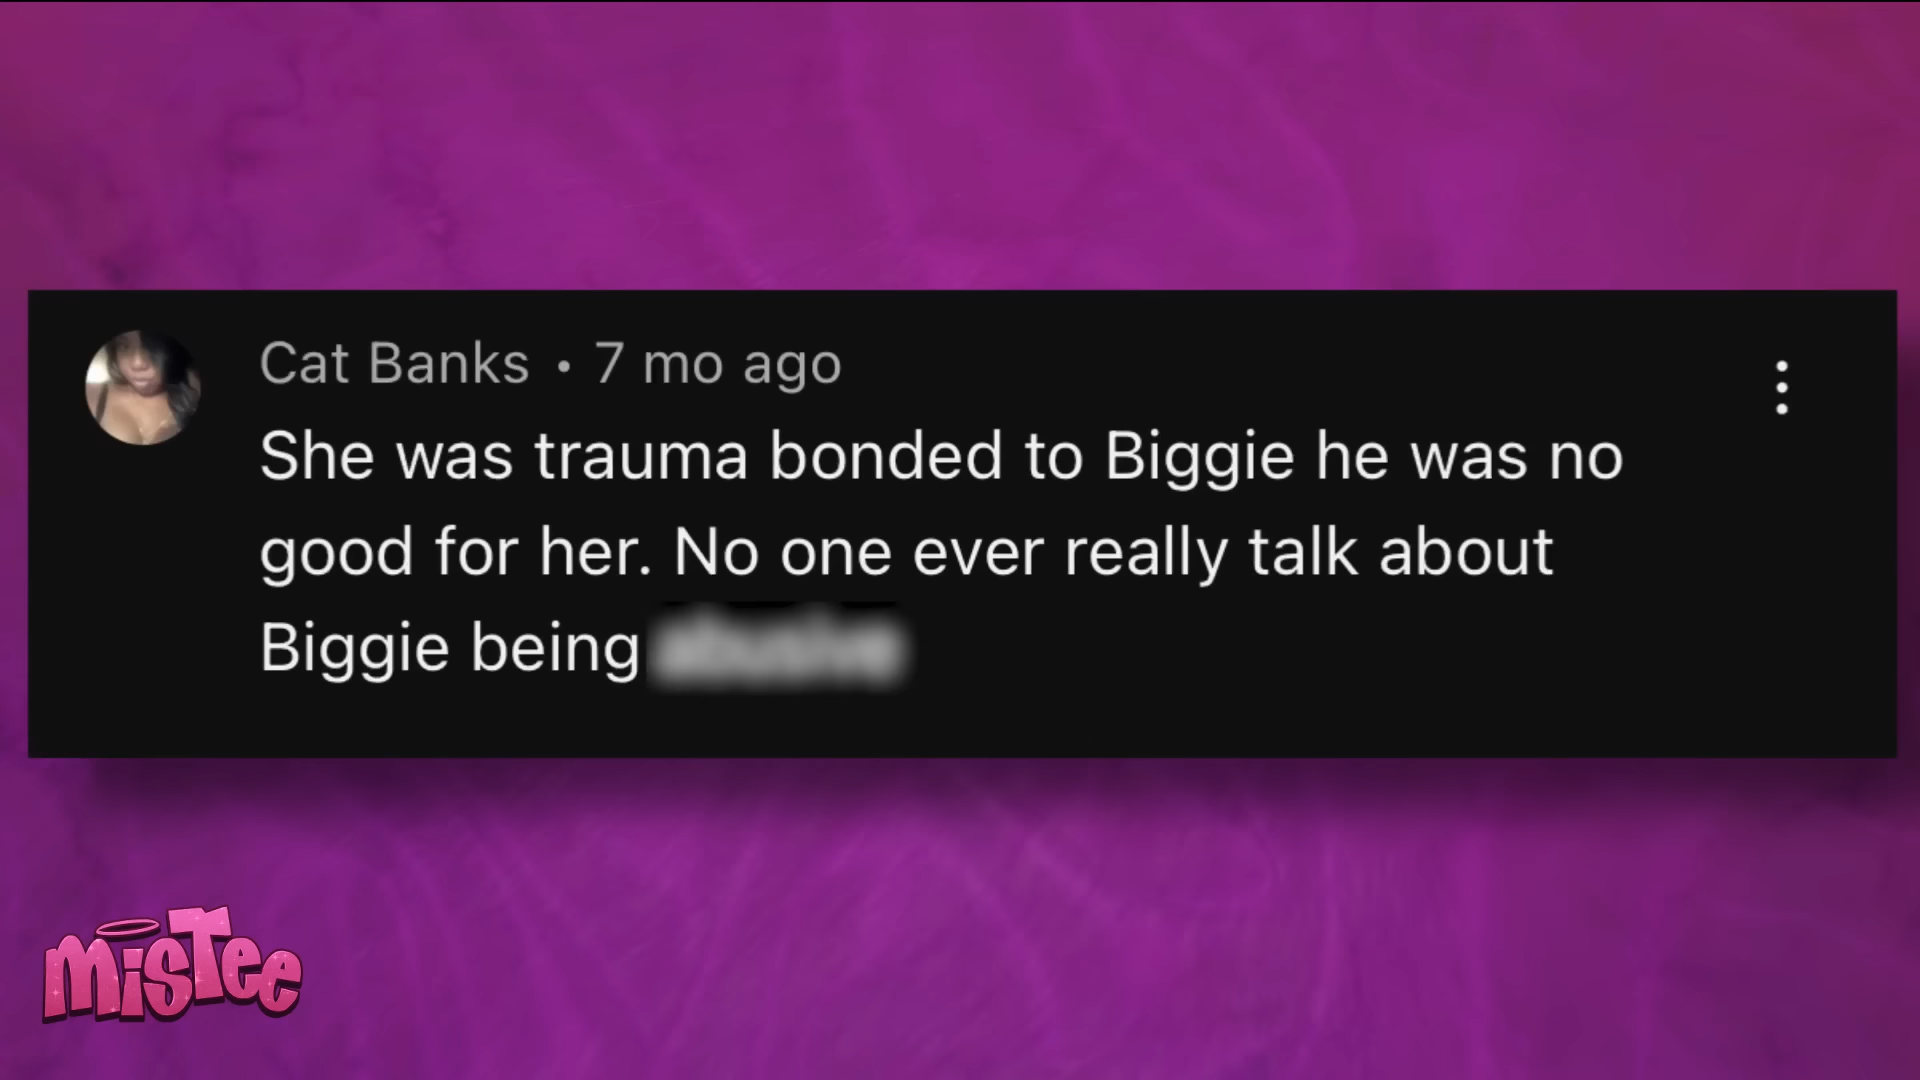 Cat Banks • 7 mo ago
She was trauma bonded to Biggie he was no
good for her. No one ever really talk about
Biggie being
misTee